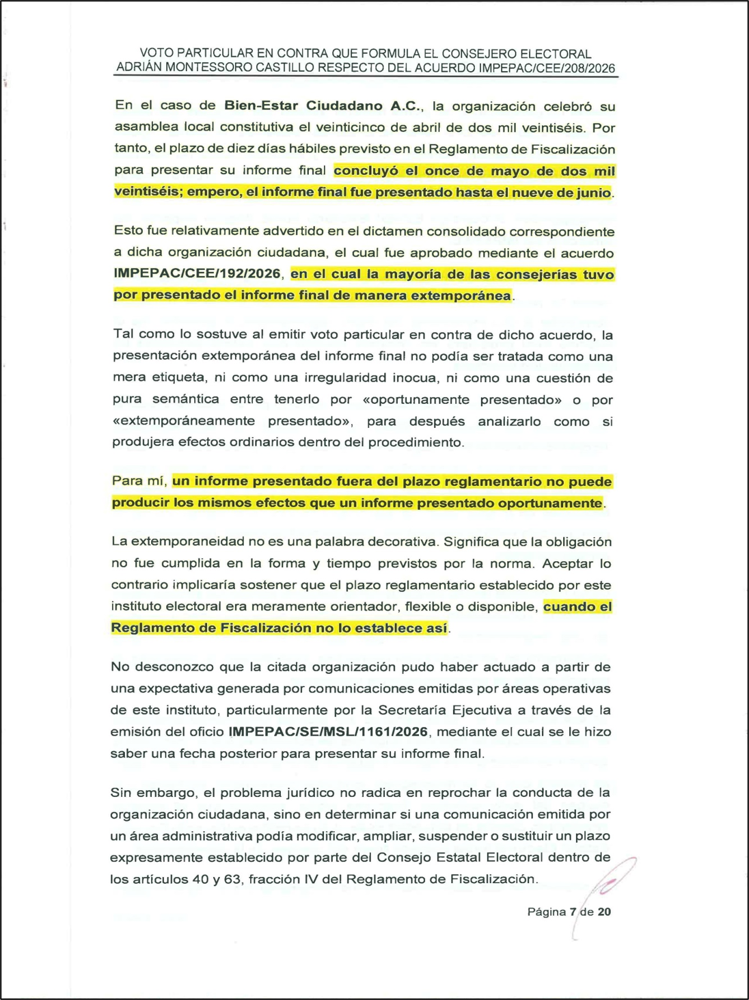 VOTO PARTICULAR EN CONTRA QUE FORMULA EL CONSEJERO ELECTORAL
ADRIÁN MONTESSORO CASTILLO RESPECTO DEL ACUERDO IMPEPAC/CEE/208/2026
En el caso de Bien-Estar Ciudadano A.C., la organización celebró su
asamblea local constitutiva el veinticinco de abril de dos mil veintiséis. Por
tanto, el plazo de diez días hábiles previsto en el Reglamento de Fiscalización
para presentar su informe final concluyó el once de mayo de dos mil
veintiséis; empero, el informe final fue presentado hasta el nueve de junio.
Esto fue relativamente advertido en el dictamen consolidado correspondiente
a dicha organización ciudadana, el cual fue aprobado mediante el acuerdo
IMPEPAC/CEE/192/2026, en el cual la mayoría de las consejerías tuvo
por presentado el informe final de manera extemporánea.
Tal como lo sostuve al emitir voto particular en contra de dicho acuerdo, la
presentación extemporánea del informe final no podía ser tratada como una
mera etiqueta, ni como una irregularidad inocua, ni como una cuestión de
pura semántica entre tenerlo por «oportunamente presentado» o por
«extemporáneamente presentado», para después analizarlo como si
produjera efectos ordinarios dentro del procedimiento.
Para mí, un informe presentado fuera del plazo reglamentario no puede
producir los mismos efectos que un informe presentado oportunamente.
La extemporaneidad no es una palabra decorativa. Significa que la obligación
no fue cumplida en la forma y tiempo previstos por la norma. Aceptar lo
contrario implicaría sostener que el plazo reglamentario establecido por este
instituto electoral era meramente orientador, flexible o disponible, cuando el
Reglamento de Fiscalización no lo establece así.
No desconozco que la citada organización pudo haber actuado a partir de
una expectativa generada por comunicaciones emitidas por áreas operativas
de este instituto, particularmente por la Secretaría Ejecutiva a través de la
emisión del oficio IMPEPAC/SE/MSL/1161/2026, mediante el cual se le hizo
saber una fecha posterior para presentar su informe final.
Sin embargo, el problema jurídico no radica en reprochar la conducta de la
organización ciudadana, sino en determinar si una comunicación emitida por
un área administrativa podía modificar, ampliar, suspender o sustituir un plazo
expresamente establecido por parte del Consejo Estatal Electoral dentro de
los artículos 40 y 63, fracción IV del Reglamento de Fiscalización.
Página 7 de 20